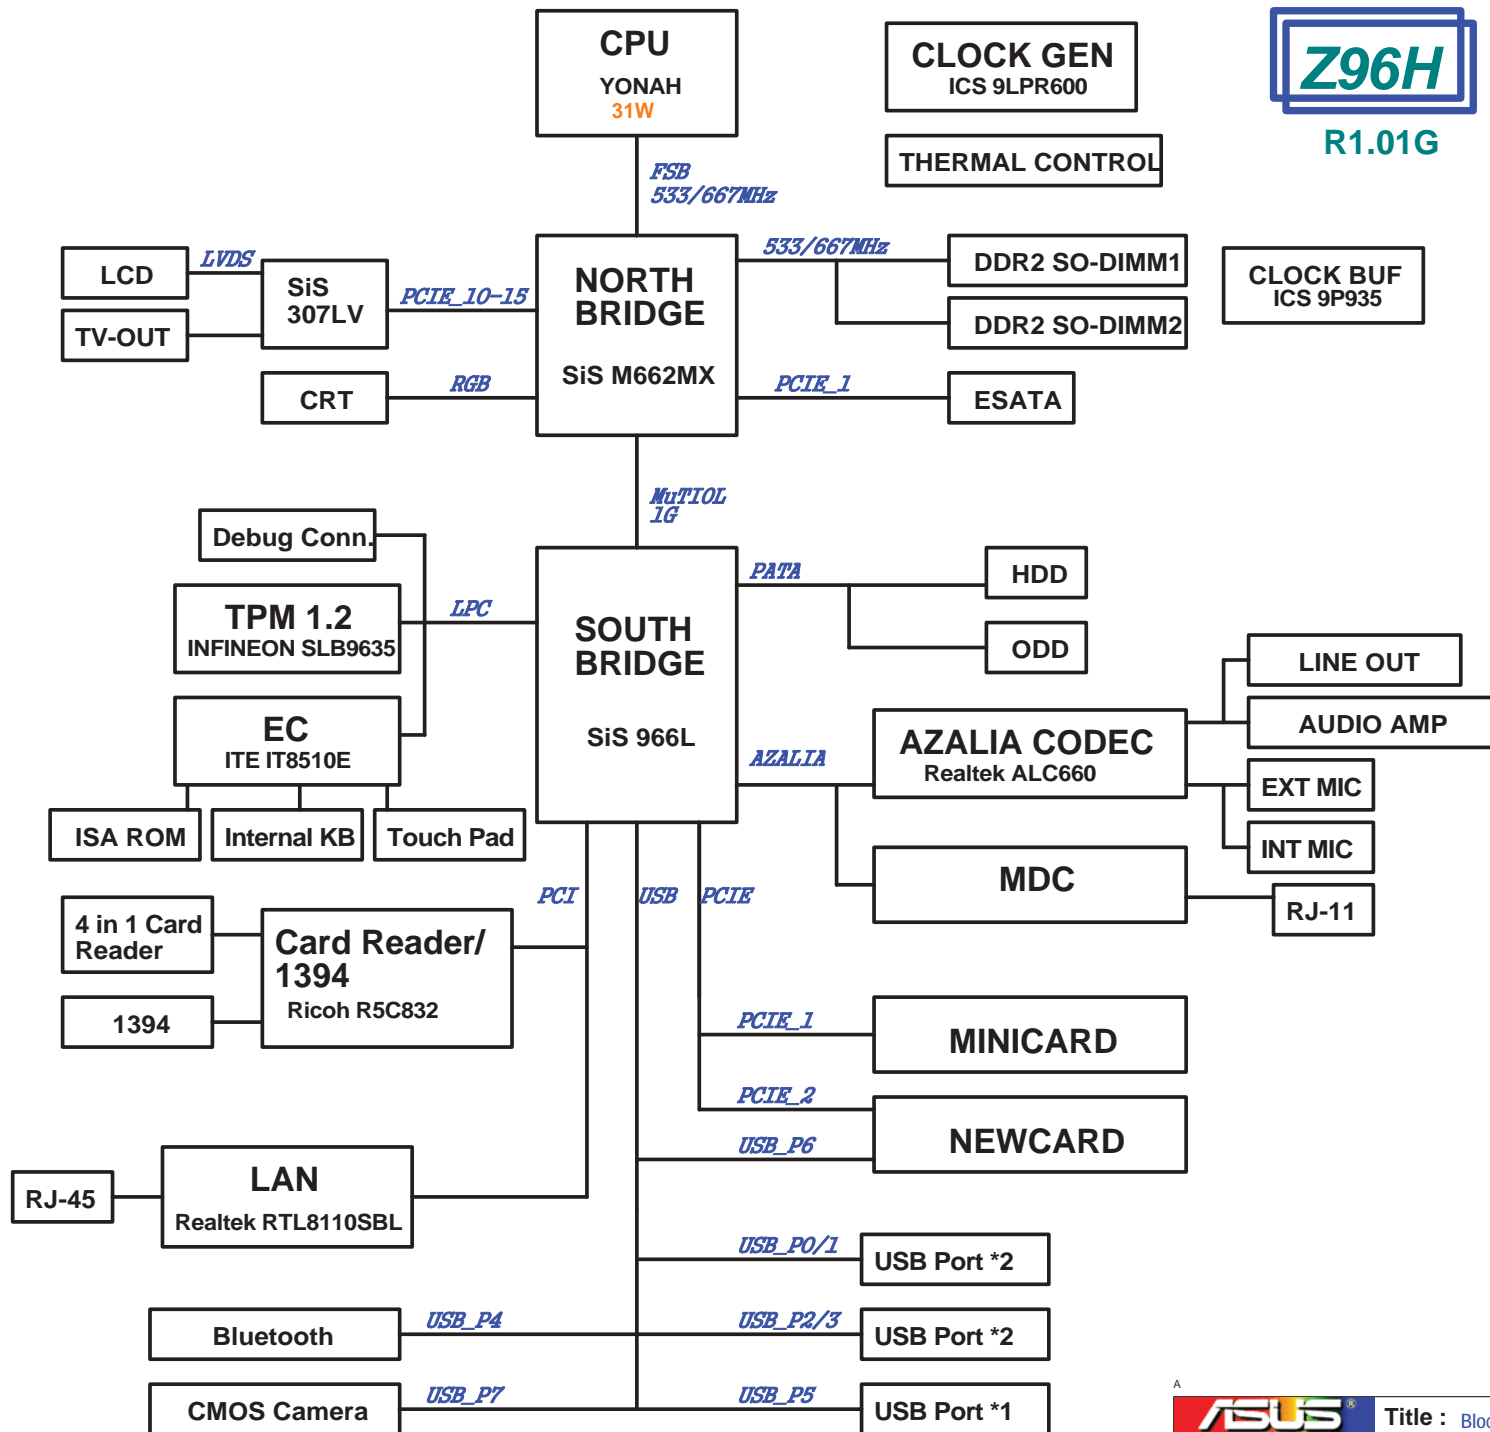 CPU
YONAH
31W
CLOCK GEN
ICS 9LPR600
Z96H
R1.01G
THERMAL CONTROL
FSB
533/667MHz
LCD
LVDS
SiS
307LV
TV-OUT
PCIE_10-15
NORTH
BRIDGE
SiS M662MX
533/667MHz
DDR2 SO-DIMM1
DDR2 SO-DIMM2
CLOCK BUF
ICS 9P935
CRT
RGB
PCIE_1
ESATA
MuTIOL
1G
Debug Conn.
TPM 1.2
INFINEON SLB9635
LPC
EC
ITE IT8510E
ISA ROM
Internal KB
Touch Pad
SOUTH
BRIDGE
SiS 966L
PATA
HDD
ODD
AZALIA
AZALIA CODEC
Realtek ALC660
LINE OUT
AUDIO AMP
EXT MIC
INT MIC
MDC
RJ-11
PCI
USB
PCIE
4 in 1 Card
Reader
1394
Card Reader/
1394
Ricoh R5C832
PCIE_1
MINICARD
PCIE_2
USB_P6
NEWCARD
RJ-45
LAN
Realtek RTL8110SBL
USB_P0/1
USB Port *2
Bluetooth
USB_P4
USB_P2/3
USB Port *2
CMOS Camera
USB_P7
USB_P5
USB Port *1
A
ASUS®
Title :